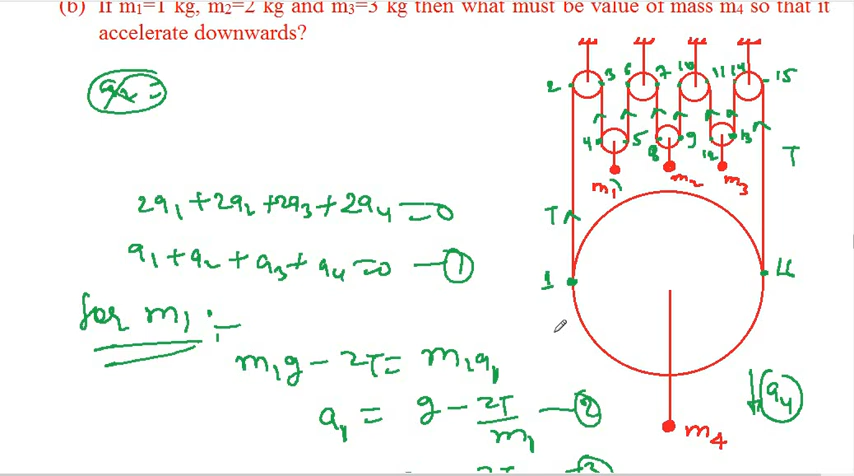 (b) If m₁=1 kg, m₂=2 kg and m₃=3 kg then what must be value of mass m₄ so that it
accelerate downwards?
2 3 6 7 10 11 14 15
4 5 8 9 12 13
m₁ m₂ m₃
T T
1
2a₁+2a₂+2a₃+2a₄=0
a₁+a₂+a₃+a₄=0 —①
for m₁ :-
m₁g-2T=m₁a₁
a₁ = g - 2T/m₁ —②
a₄
m₄
2T